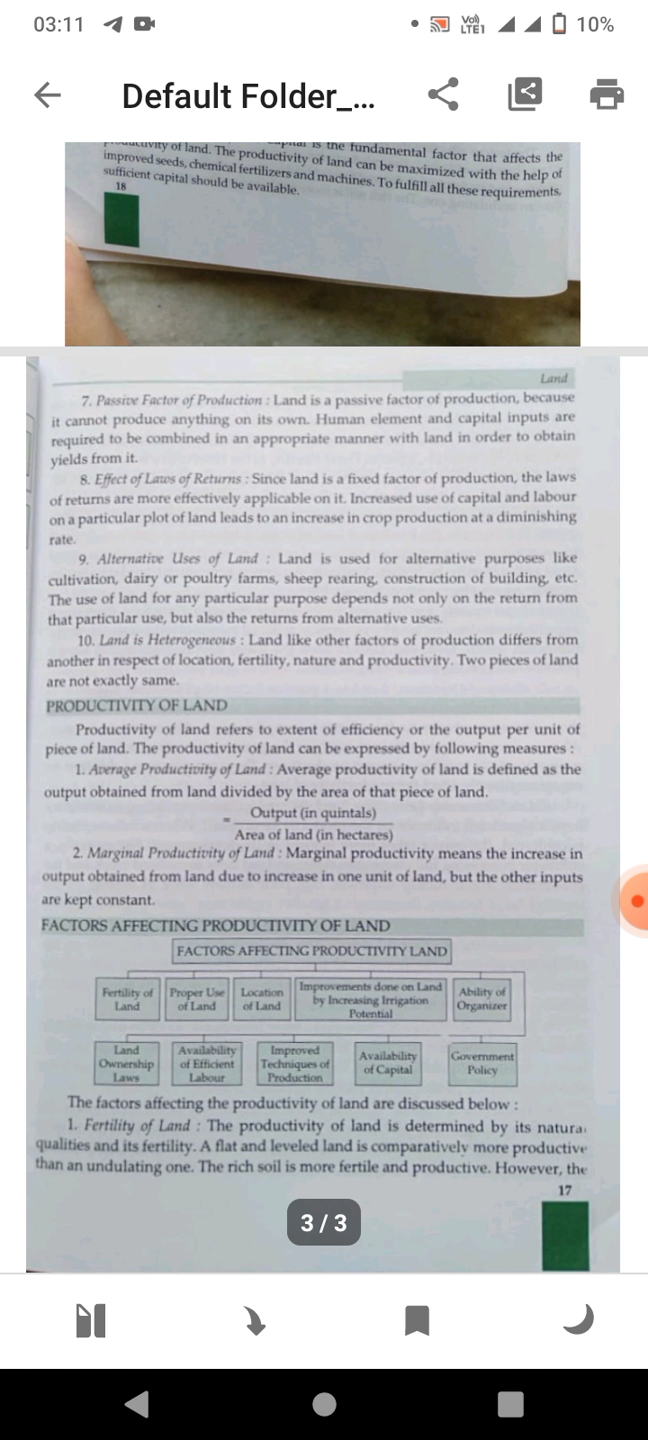 03:11
Vo) LTE1
10%
Default Folder_...
is the fundamental factor that affects the
of land. The productivity of land can be maximized with the help of
improved seeds, chemical fertilizers and machines. To fulfill all these requirements,
sufficient capital should be available.
18
Land
7. Passive Factor of Production : Land is a passive factor of production, because
it cannot produce anything on its own. Human element and capital inputs are
required to be combined in an appropriate manner with land in order to obtain
yields from it.
8. Effect of Laws of Returns : Since land is a fixed factor of production, the laws
of returns are more effectively applicable on it. Increased use of capital and labour
on a particular plot of land leads to an increase in crop production at a diminishing
rate.
9. Alternative Uses of Land : Land is used for alternative purposes like
cultivation, dairy or poultry farms, sheep rearing, construction of building, etc.
The use of land for any particular purpose depends not only on the return from
that particular use, but also the returns from alternative uses.
10. Land is Heterogeneous : Land like other factors of production differs from
another in respect of location, fertility, nature and productivity. Two pieces of land
are not exactly same.
PRODUCTIVITY OF LAND
Productivity of land refers to extent of efficiency or the output per unit of
piece of land. The productivity of land can be expressed by following measures :
1. Average Productivity of Land : Average productivity of land is defined as the
output obtained from land divided by the area of that piece of land.
= Output (in quintals)
Area of land (in hectares)
2. Marginal Productivity of Land : Marginal productivity means the increase in
output obtained from land due to increase in one unit of land, but the other inputs
are kept constant.
FACTORS AFFECTING PRODUCTIVITY OF LAND
FACTORS AFFECTING PRODUCTIVITY LAND
Fertility of
Land
Proper Use
of Land
Location
of Land
Improvements done on Land
by Increasing Irrigation
Potential
Ability of
Organizer
Land
Ownership
Laws
Availability
of Efficient
Labour
Improved
Techniques of
Production
Availability
of Capital
Government
Policy
The factors affecting the productivity of land are discussed below :
1. Fertility of Land : The productivity of land is determined by its natura
qualities and its fertility. A flat and leveled land is comparatively more productive
than an undulating one. The rich soil is more fertile and productive. However, the
17
3 / 3